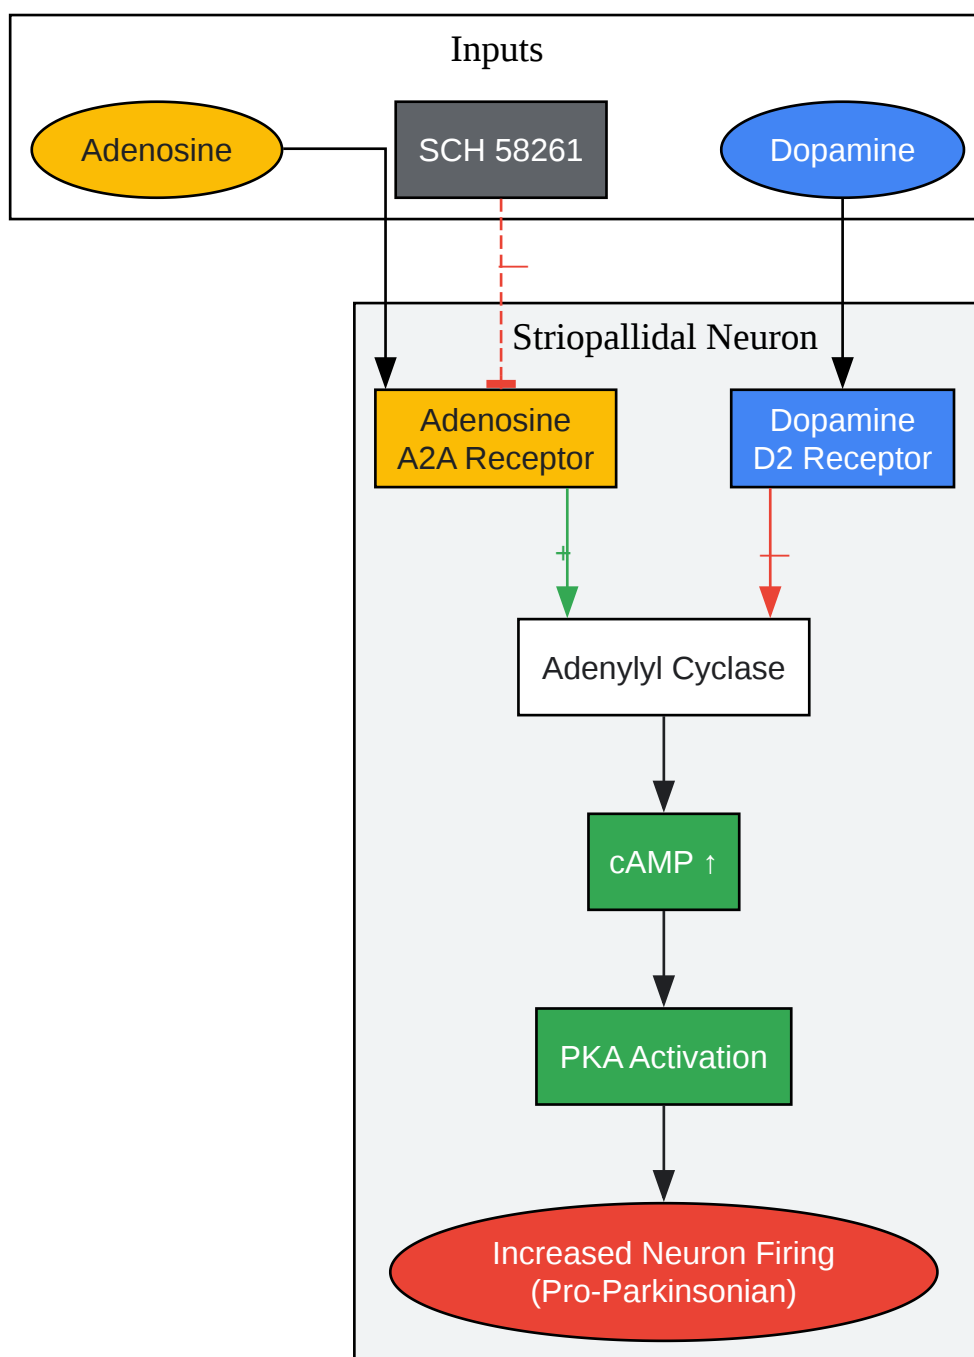 Inputs
Adenosine
SCH 58261
Dopamine
Striopallidal Neuron
Adenosine
A2A Receptor
Dopamine
D2 Receptor
+
—
—
Adenylyl Cyclase
cAMP ↑
PKA Activation
Increased Neuron Firing
(Pro-Parkinsonian)